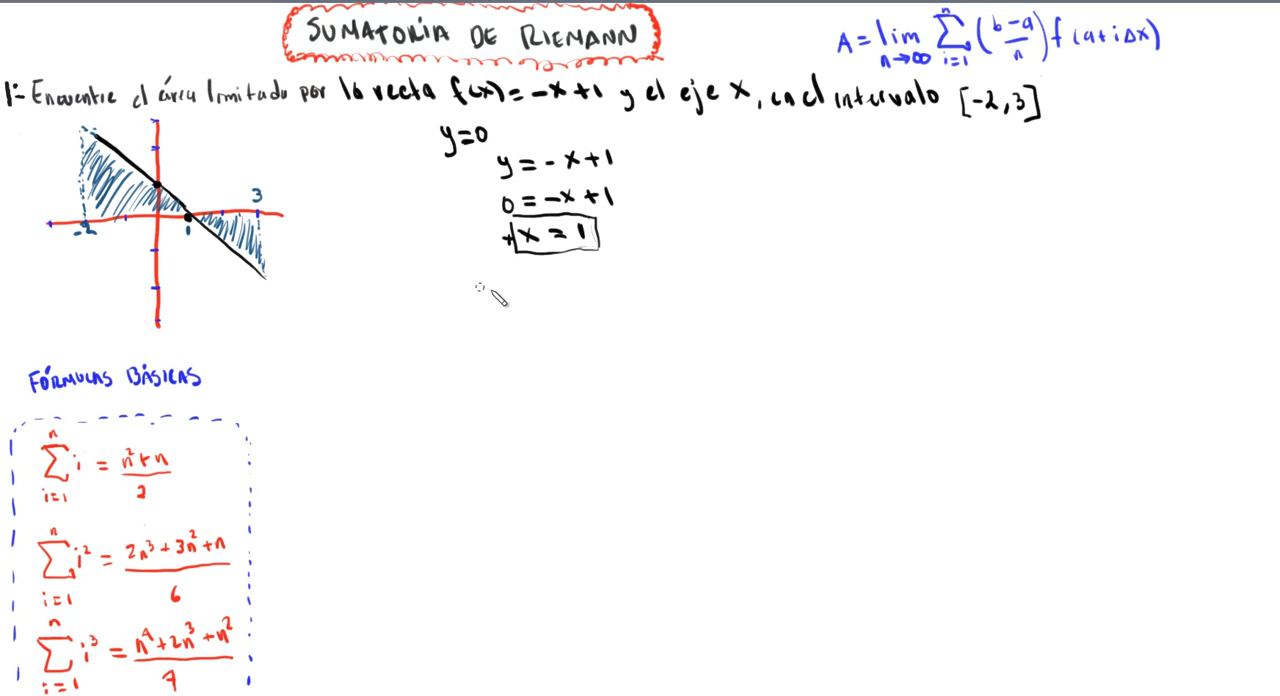 SUMATORIA DE RIEMANN
A = lim n→∞ ∑ i=1 n (b-a/n) f(a+iΔx)
1:- Encuentre el área limitado por la recta f(x) = -x+1 y el eje X, en el intervalo [-2,3]
y=0
y = -x+1
0 = -x+1
+x = 1
3
-2
1
FÓRMULAS BÁSICAS
n ∑ i=1 i = n²+n / 2
n ∑ i=1 i² = 2n³+3n²+n / 6
n ∑ i=1 i³ = n⁴+2n³+n² / 4